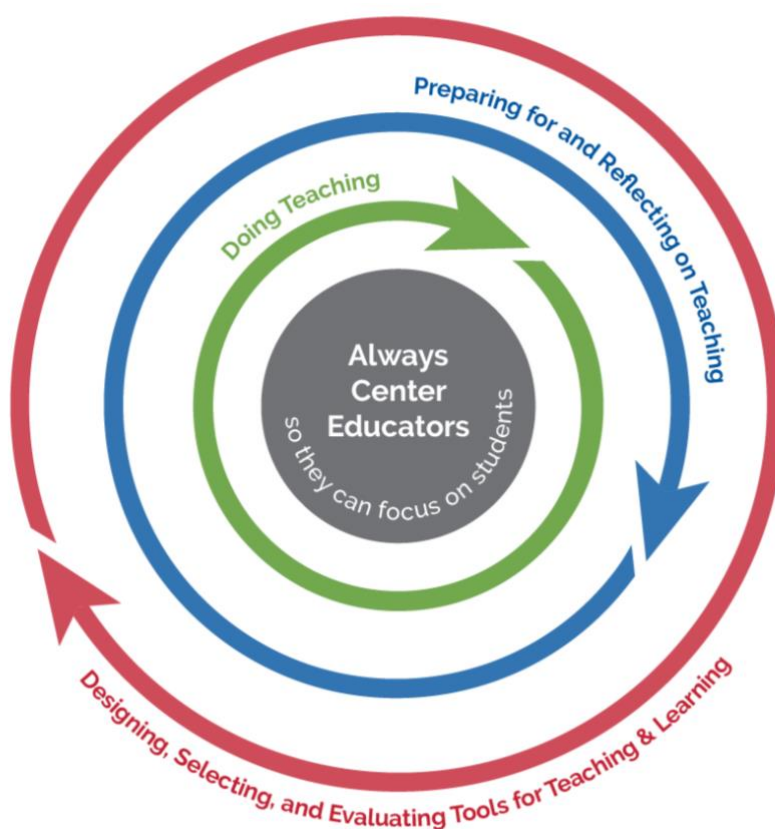 Preparing for and Reflecting on Teaching
Doing Teaching
Always
Center
Educators
so they can focus on students
Designing, Selecting, and Evaluating Tools for Teaching & Learning